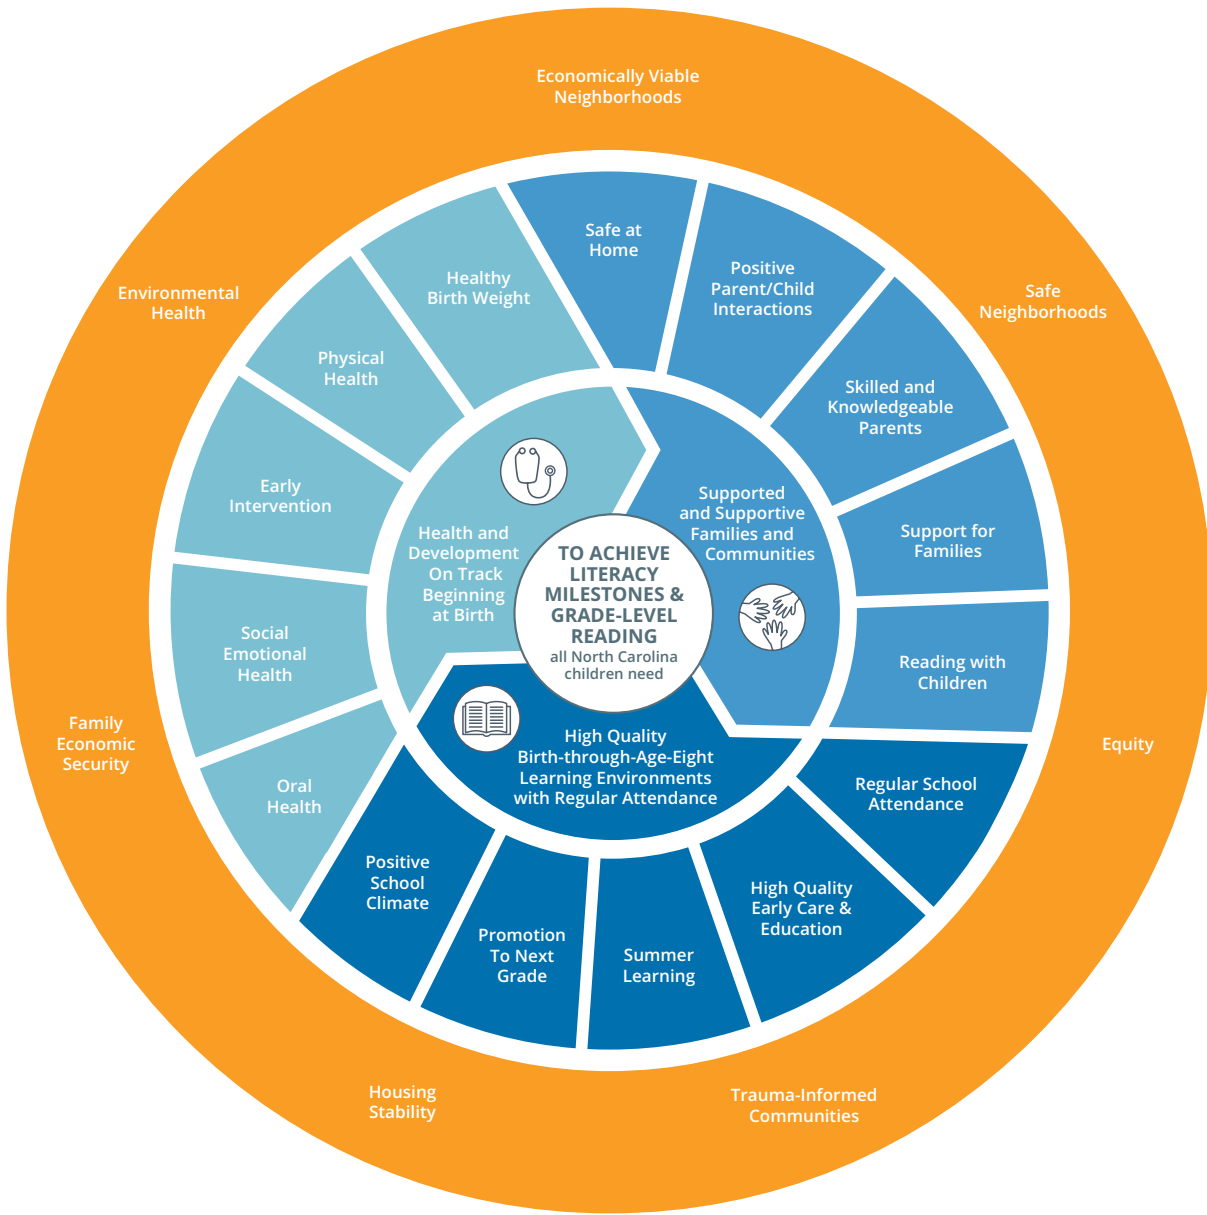 Economically Viable
Neighborhoods
Safe
Neighborhoods
Equity
Trauma-Informed
Communities
Housing
Stability
Family
Economic
Security
Environmental
Health
Safe at
Home
Positive
Parent/Child
Interactions
Skilled and
Knowledgeable
Parents
Support for
Families
Reading with
Children
Regular School
Attendance
High Quality
Early Care &
Education
Summer
Learning
Promotion
To Next
Grade
Positive
School
Climate
Oral
Health
Social
Emotional
Health
Early
Intervention
Physical
Health
Healthy
Birth Weight
Health and
Development
On Track
Beginning
at Birth
Supported
and Supportive
Families and
Communities
High Quality
Birth-through-Age-Eight
Learning Environments
with Regular Attendance
TO ACHIEVE
LITERACY
MILESTONES &
GRADE-LEVEL
READING
all North Carolina
children need